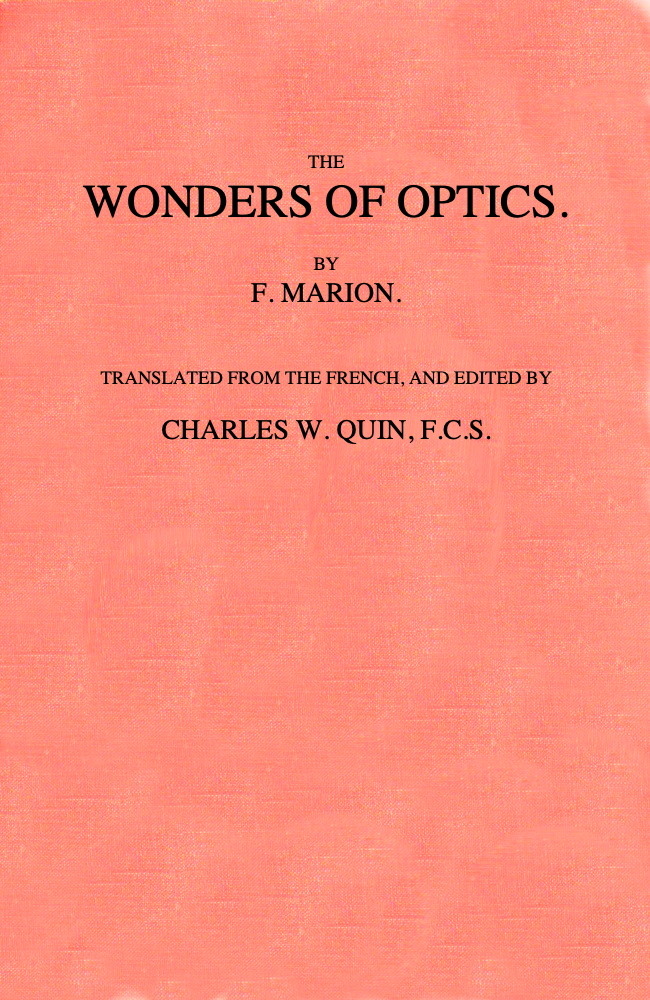 THE
WONDERS OF OPTICS.
BY
F. MARION.
TRANSLATED FROM THE FRENCH, AND EDITED BY
CHARLES W. QUIN, F.C.S.